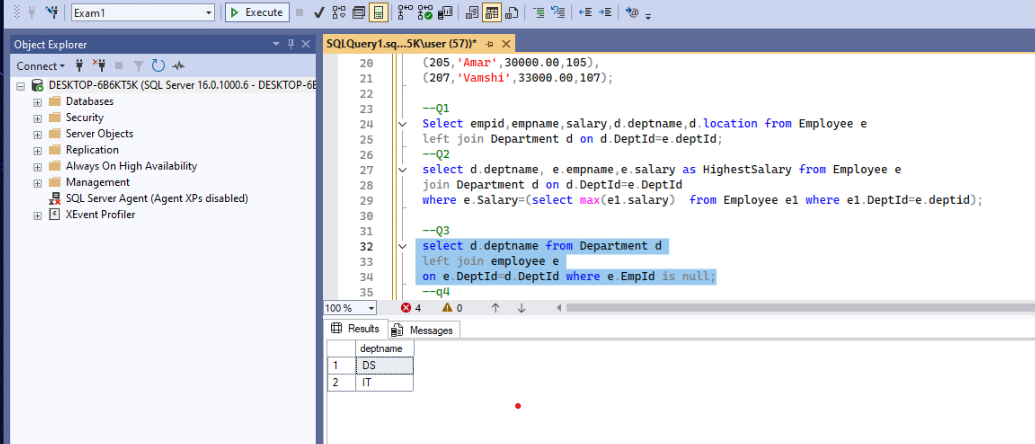 Exam1
Execute
Object Explorer
Connect
DESKTOP-6B6KT5K (SQL Server 16.0.1000.6 - DESKTOP-6B
Databases
Security
Server Objects
Replication
Always On High Availability
Management
SQL Server Agent (Agent XPs disabled)
XEvent Profiler
SQLQuery1.sq...5K\user (57))*
20 (205,'Amar',30000.00,105),
21 (207,'Vamshi',33000.00,107);
22
23 --Q1
24 Select empid,empname,salary,d.deptname,d.location from Employee e
25 left join Department d on d.DeptId=e.deptId;
26 --Q2
27 select d.deptname, e.empname,e.salary as HighestSalary from Employee e
28 join Department d on d.DeptId=e.DeptId
29 where e.Salary=(select max(e1.salary)  from Employee e1 where e1.DeptId=e.deptid);
30
31 --Q3
32 select d.deptname from Department d
33 left join employee e
34 on e.DeptId=d.DeptId where e.EmpId is null;
35 --q4
100 %
4
0
Results
Messages
deptname
1 DS
2 IT